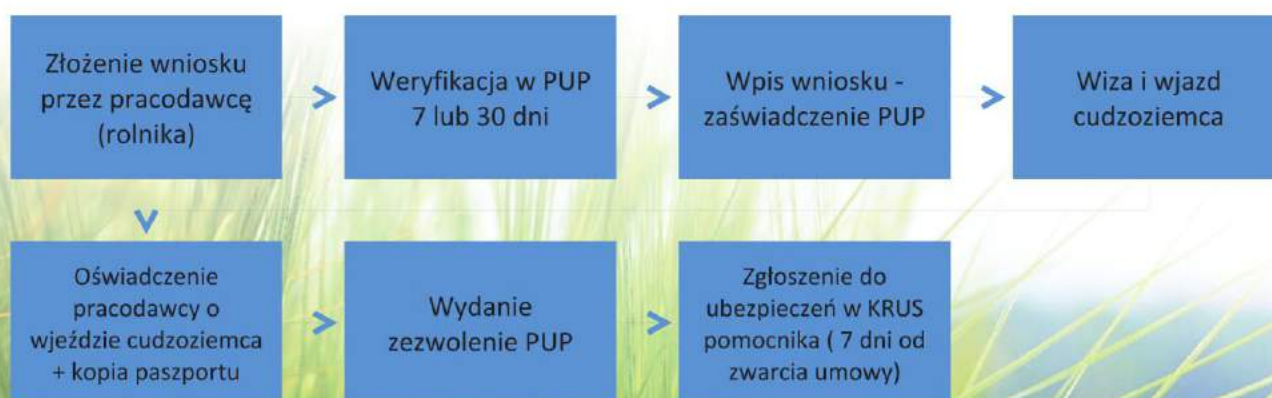 Złożenie wniosku
przez pracodawcę
(rolnika)
Weryfikacja w PUP
7 lub 30 dni
Wpis wniosku -
zaświadczenie PUP
Wiza i wjazd
cudzoziemca
Oświadczenie
pracodawcy o
wjeździe cudzoziemca
+ kopia paszportu
Wydanie
zezwolenie PUP
Zgłoszenie do
ubezpieczeń w KRUS
pomocnika ( 7 dni od
zwarcia umowy)